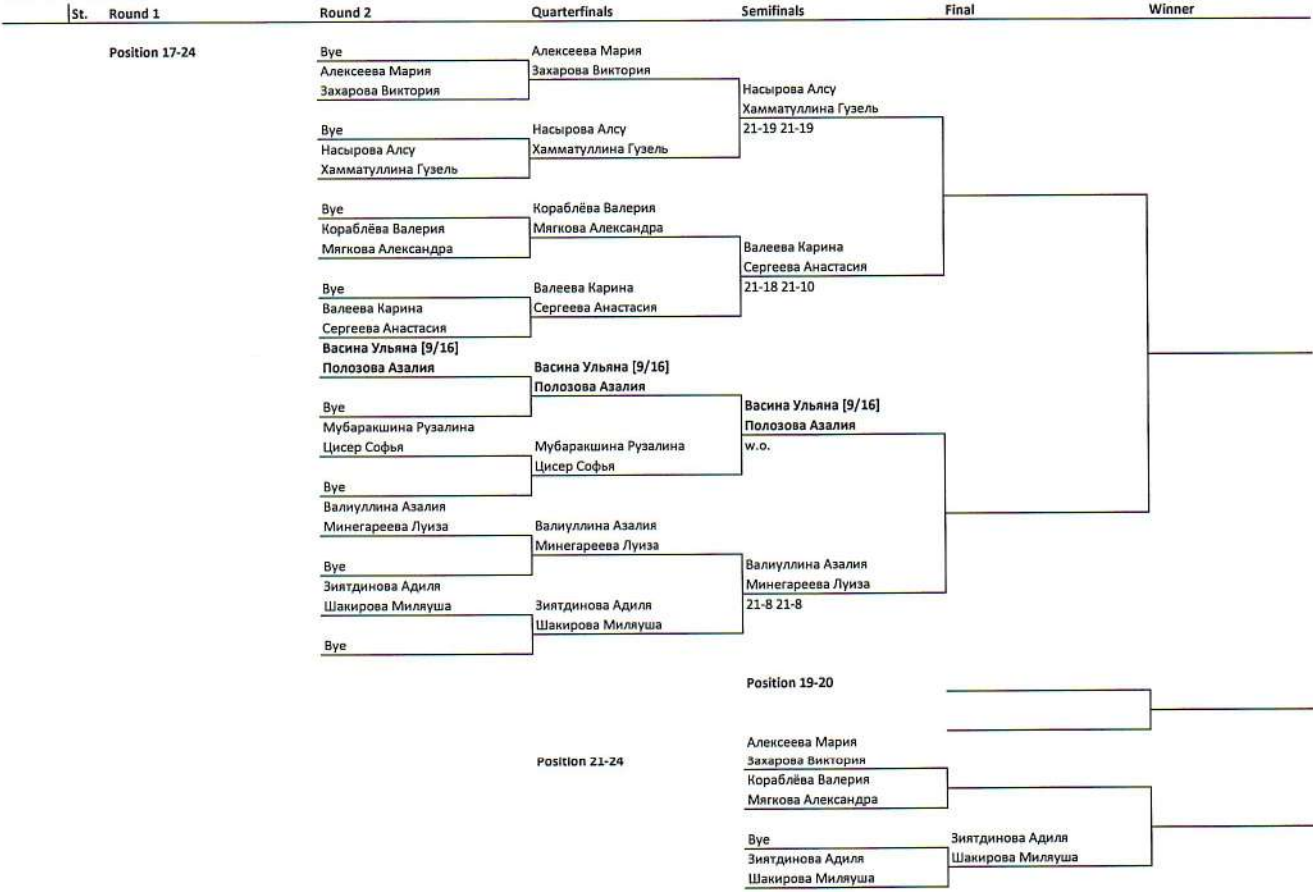 St. Round 1 Round 2 Quarterfinals Semifinals Final Winner
Position 17-24
Bye
Алексеева Мария
Захарова Виктория
Bye
Насырова Алсу
Хамматуллина Гузель
Bye
Кораблёва Валерия
Мягкова Александра
Bye
Валеева Карина
Сергеева Анастасия
Васина Ульяна [9/16]
Полозова Азалия
Bye
Мубаракшина Рузалина
Цисер Софья
Bye
Валиуллина Азалия
Минегареева Луиза
Bye
Зиятдинова Адиля
Шакирова Миляуша
Bye
Алексеева Мария
Захарова Виктория
Насырова Алсу
Хамматуллина Гузель
Кораблёва Валерия
Мягкова Александра
Валеева Карина
Сергеева Анастасия
Васина Ульяна [9/16]
Полозова Азалия
Мубаракшина Рузалина
Цисер Софья
Валиуллина Азалия
Минегареева Луиза
Зиятдинова Адиля
Шакирова Миляуша
Насырова Алсу
Хамматуллина Гузель
21-19 21-19
Валеева Карина
Сергеева Анастасия
21-18 21-10
Васина Ульяна [9/16]
Полозова Азалия
w.o.
Валиуллина Азалия
Минегареева Луиза
21-8 21-8
Position 19-20
Position 21-24
Алексеева Мария
Захарова Виктория
Кораблёва Валерия
Мягкова Александра
Bye
Зиятдинова Адиля
Шакирова Миляуша
Зиятдинова Адиля
Шакирова Миляуша